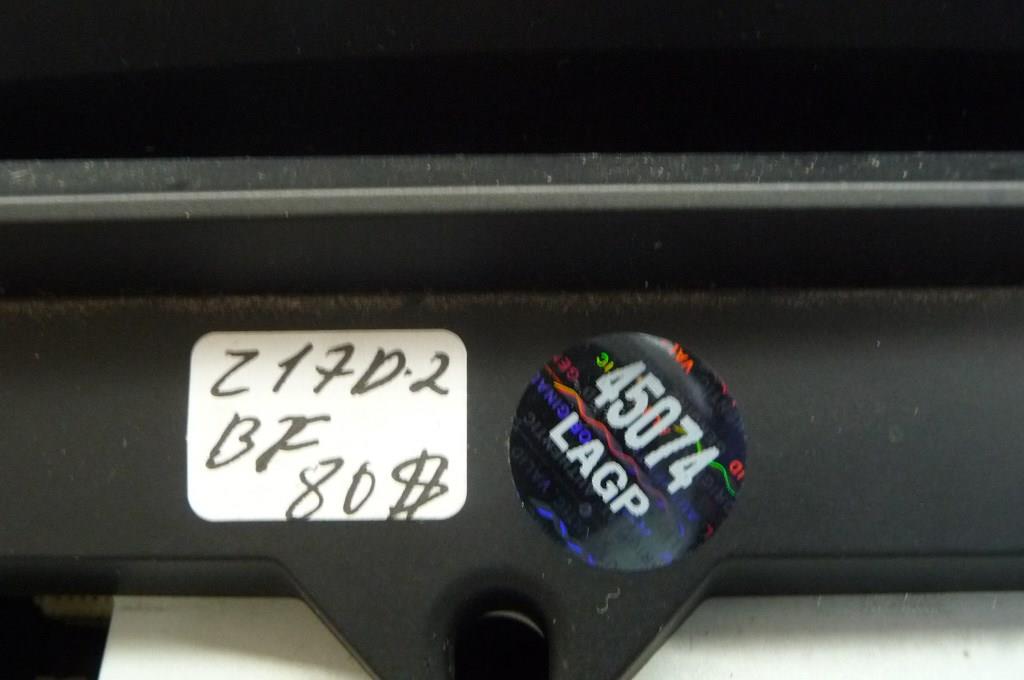 Z17D-2
BF
80$
45074
LAGP